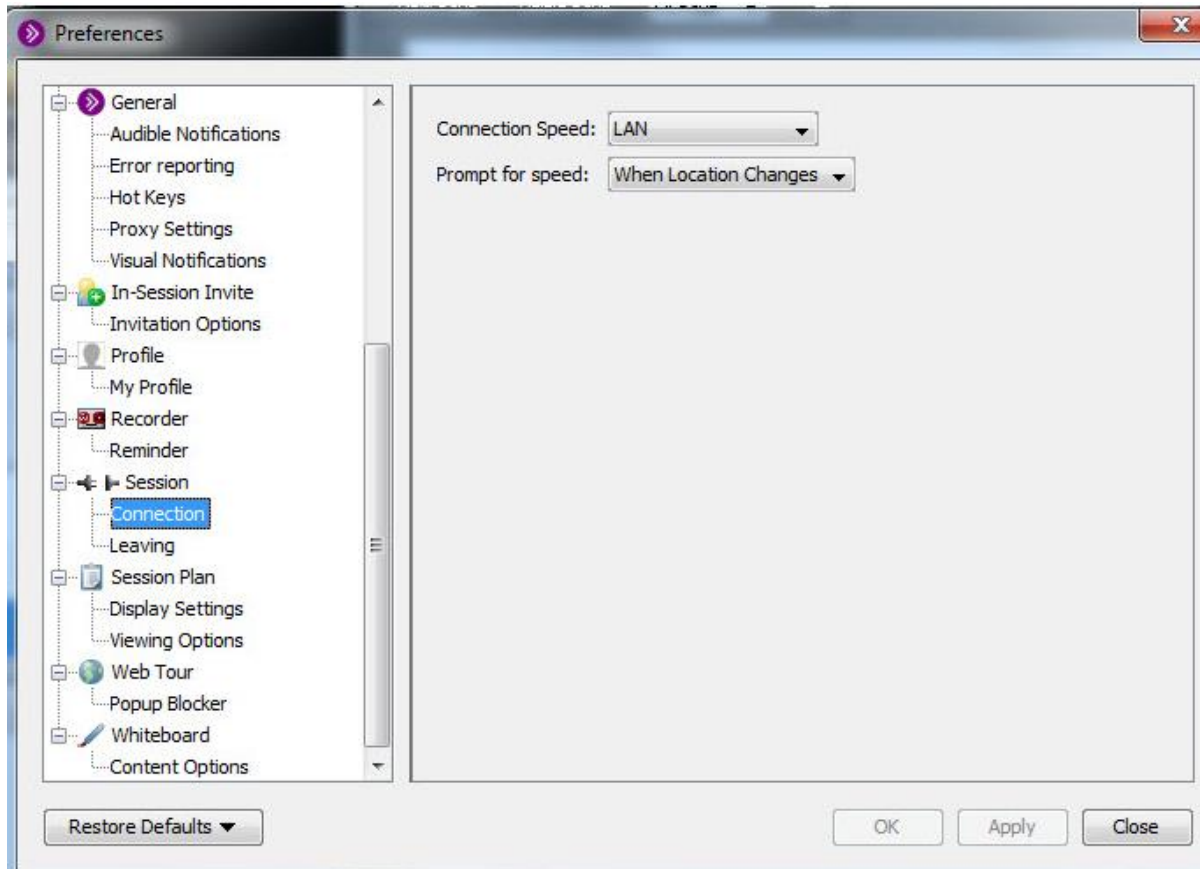 Preferences
General
Audible Notifications
Error reporting
Hot Keys
Proxy Settings
Visual Notifications
In-Session Invite
Invitation Options
Profile
My Profile
Recorder
Reminder
Session
Connection
Leaving
Session Plan
Display Settings
Viewing Options
Web Tour
Popup Blocker
Whiteboard
Content Options
Connection Speed: LAN
Prompt for speed: When Location Changes
Restore Defaults
OK Apply Close